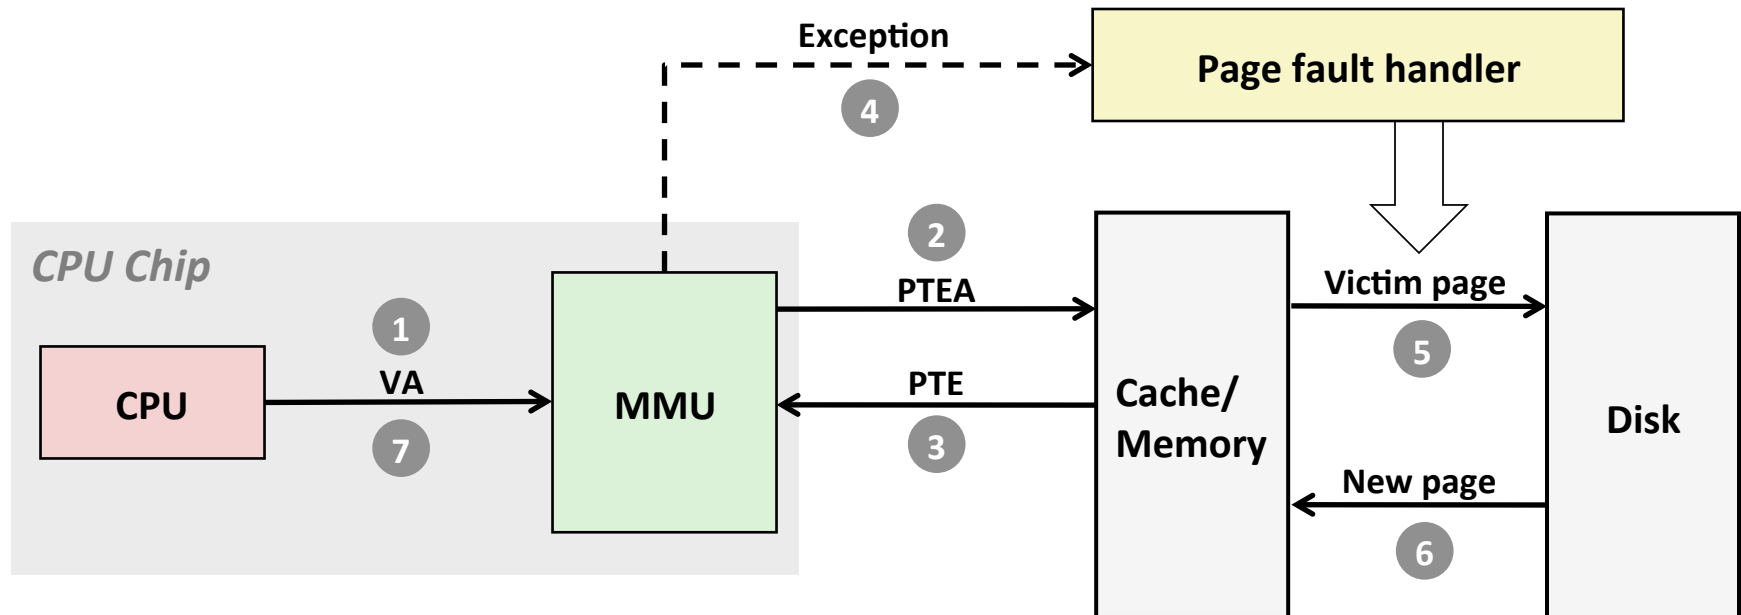 Exception
Page fault handler
4
2
CPU Chip
PTEA
Victim page
1
5
VA
PTE
CPU
MMU
Cache/
Memory
Disk
7
3
New page
6